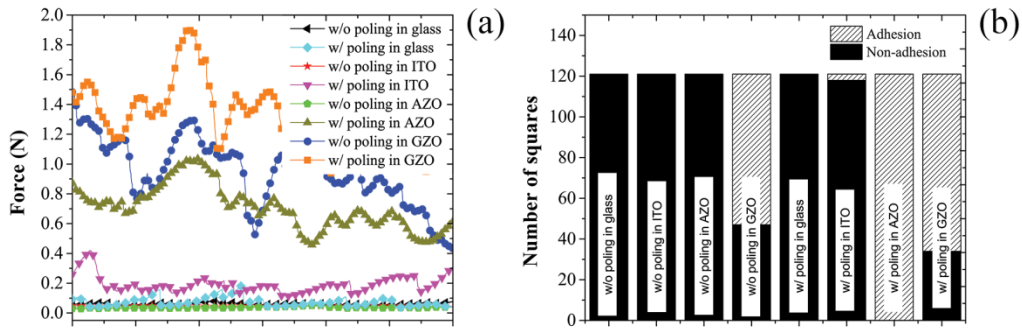 (a)
Force (N)
2.0
1.8
1.6
1.4
1.2
1.0
0.8
0.6
0.4
0.2
0.0
w/o poling in glass
w/ poling in glass
w/o poling in ITO
w/ poling in ITO
w/o poling in AZO
w/ poling in AZO
w/o poling in GZO
w/ poling in GZO
(b)
Number of squares
140
120
100
80
60
40
20
0
Adhesion
Non-adhesion
w/o poling in glass
w/o poling in ITO
w/o poling in AZO
w/o poling in GZO
w/ poling in glass
w/ poling in ITO
w/ poling in AZO
w/ poling in GZO